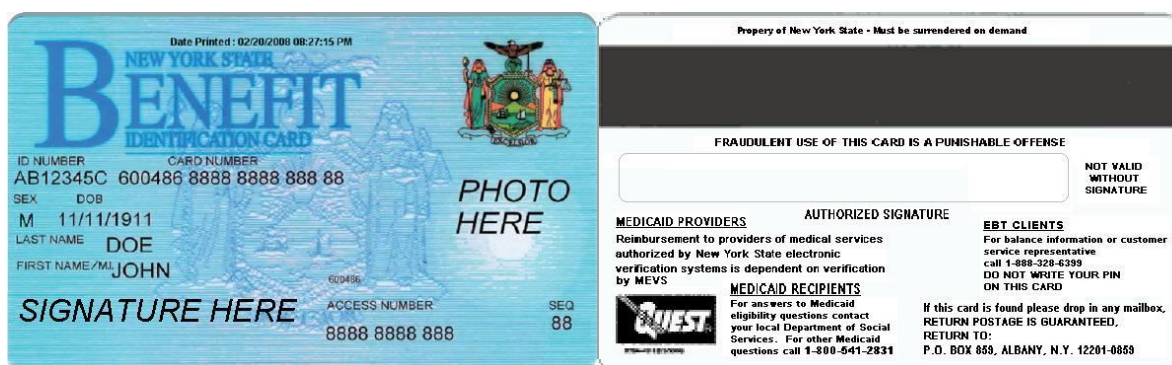 Date Printed : 02/20/2008 08:27:15 PM
NEW YORK STATE
BENEFIT
IDENTIFICATION CARD
EXCELSIOR
ID NUMBER CARD NUMBER
AB12345C 600486 8888 8888 888 88
SEX DOB
M 11/11/1911
LAST NAME DOE
FIRST NAME/M.I. JOHN
PHOTO
HERE
600486
SIGNATURE HERE
ACCESS NUMBER
8888 8888 888
SEQ
88
Propery of New York State - Must be surrendered on demand
FRAUDULENT USE OF THIS CARD IS A PUNISHABLE OFFENSE
NOT VALID
WITHOUT
SIGNATURE
AUTHORIZED SIGNATURE
MEDICAID PROVIDERS
Reimbursement to providers of medical services
authorized by New York State electronic
verification systems is dependent on verification
by MEVS
EBT CLIENTS
For balance information or customer
service representative
call 1-888-328-6399
DO NOT WRITE YOUR PIN
ON THIS CARD
QUEST
MEDICAID RECIPIENTS
For answers to Medicaid
eligibility questions contact
your local Department of Social
Services. For other Medicaid
questions call 1-800-541-2831
If this card is found please drop in any mailbox,
RETURN POSTAGE IS GUARANTEED,
RETURN TO:
P.O. BOX 859, ALBANY, N.Y. 12201-0859